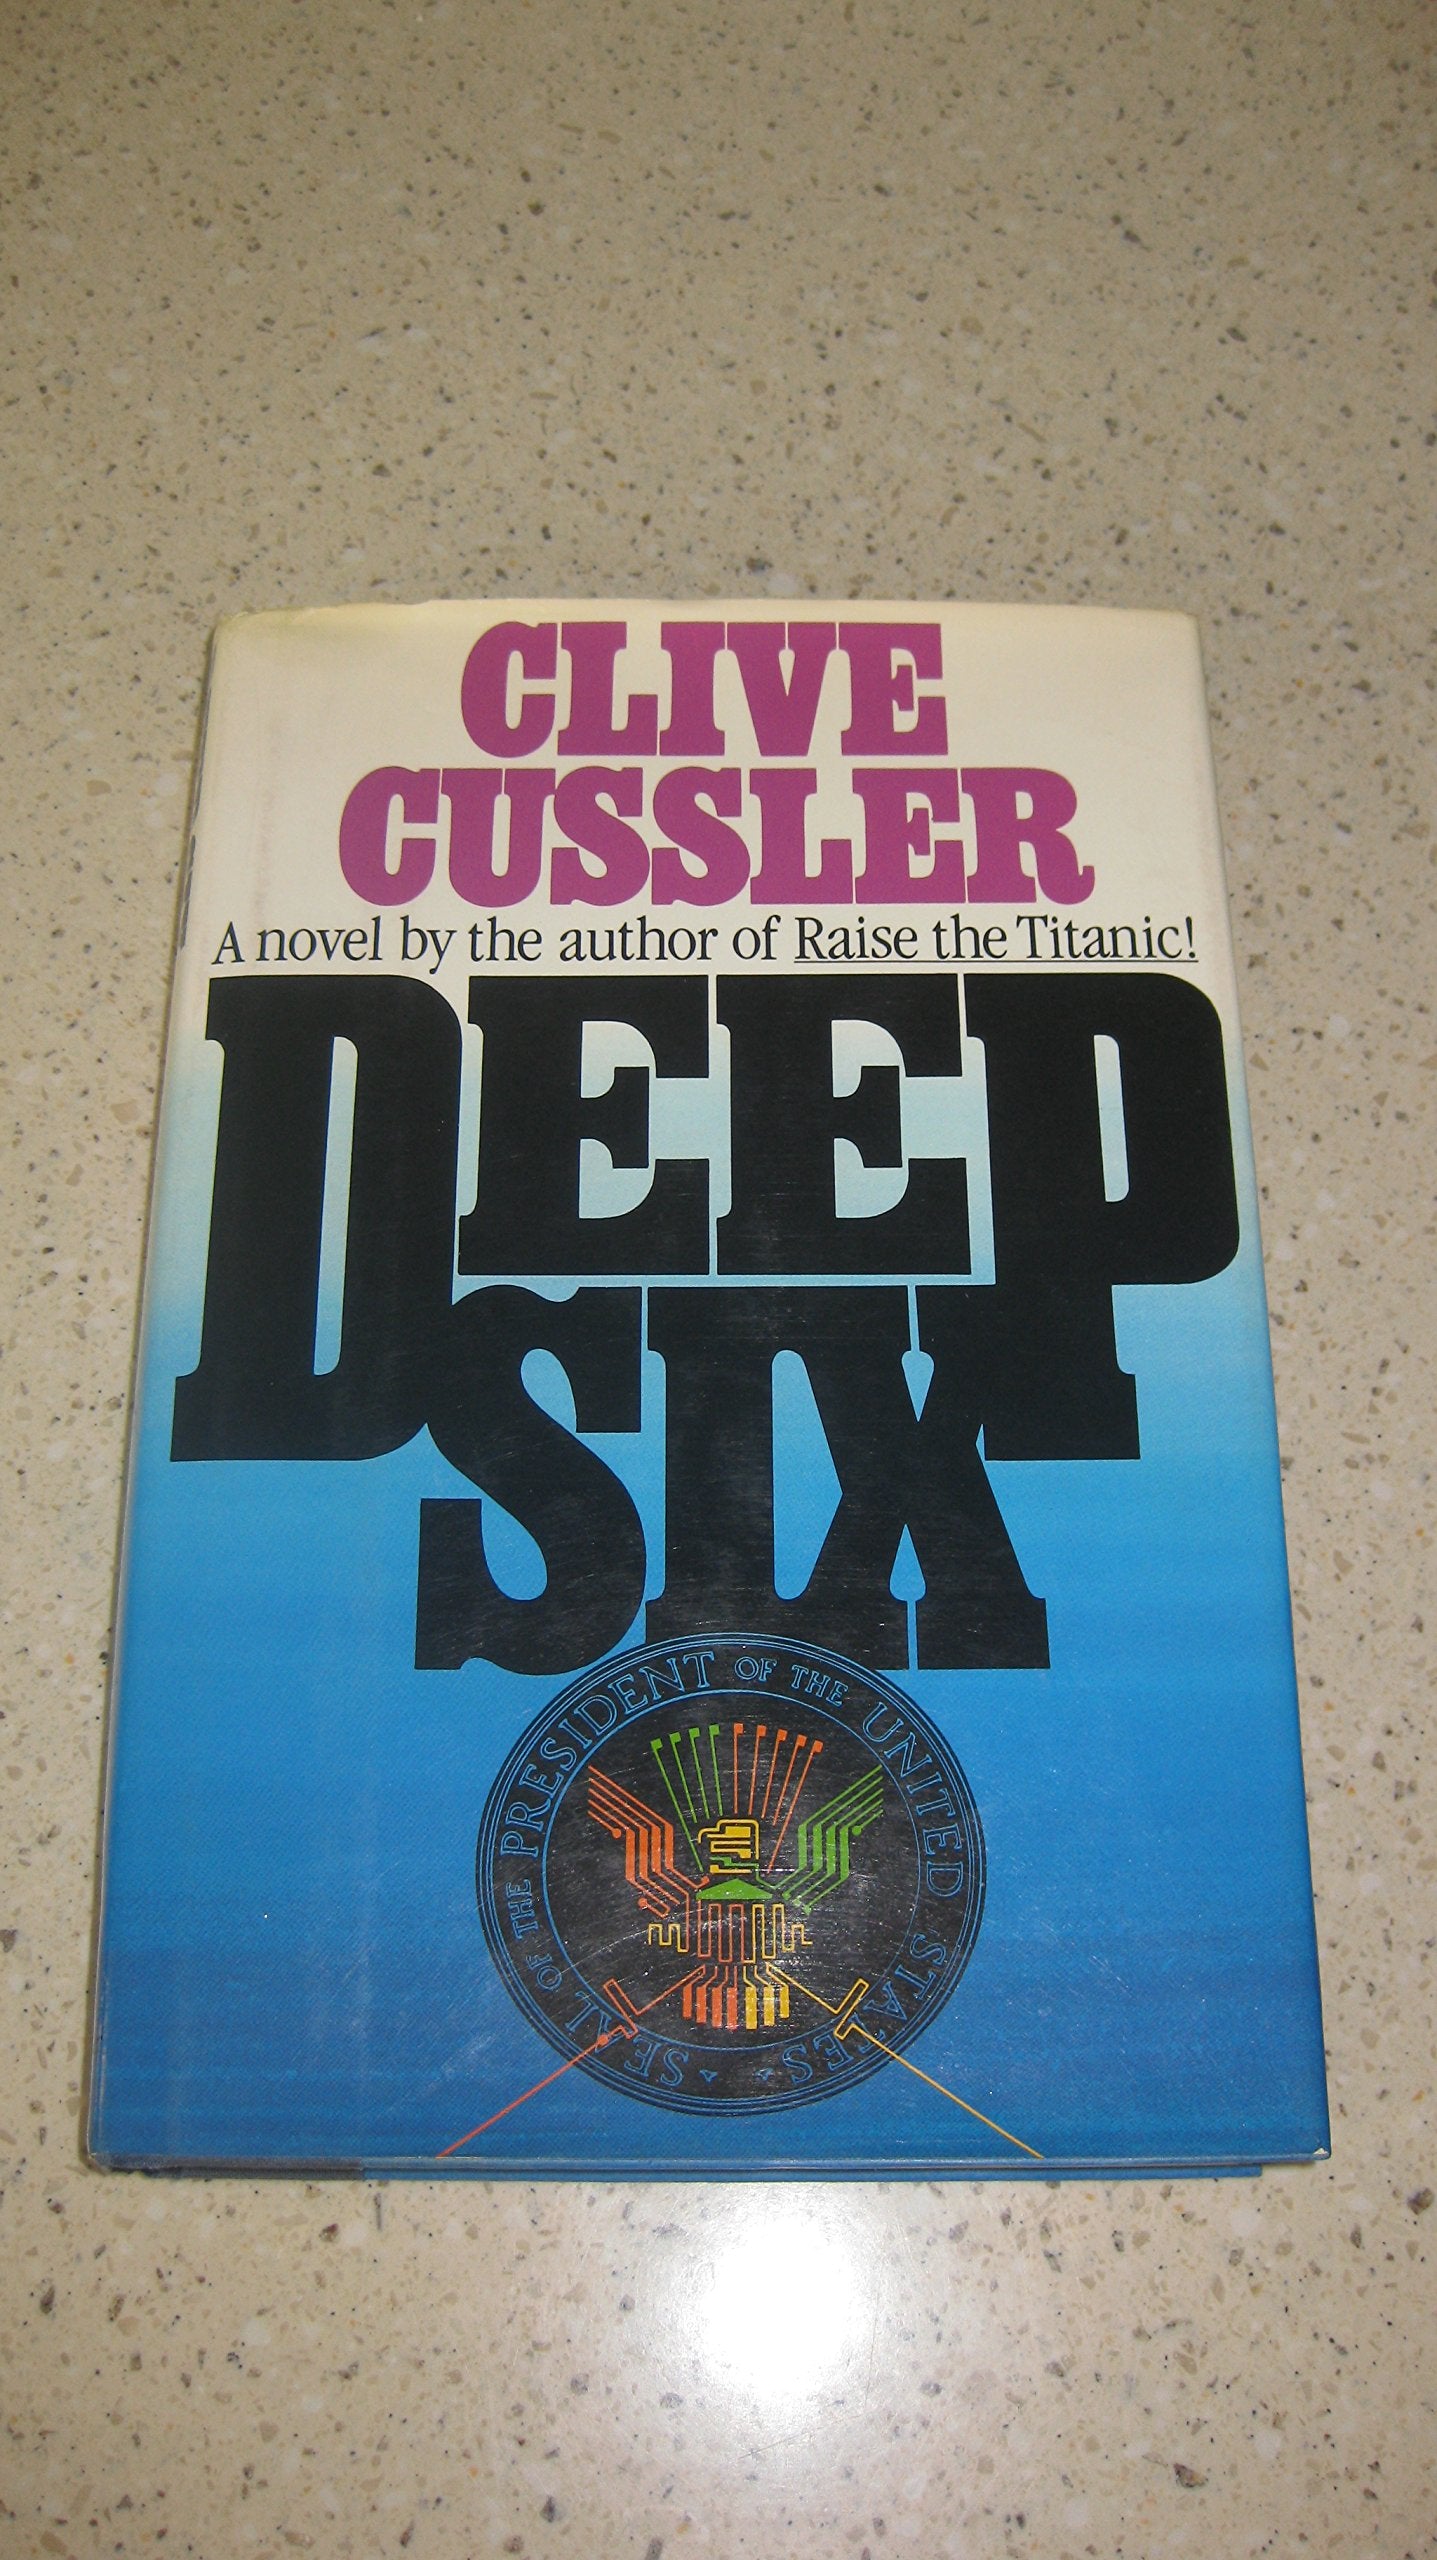 CLIVE
CUSSLER
A novel by the author of Raise the Titanic!
DEEP
SIX
SEAL OF THE PRESIDENT OF THE UNITED STATES